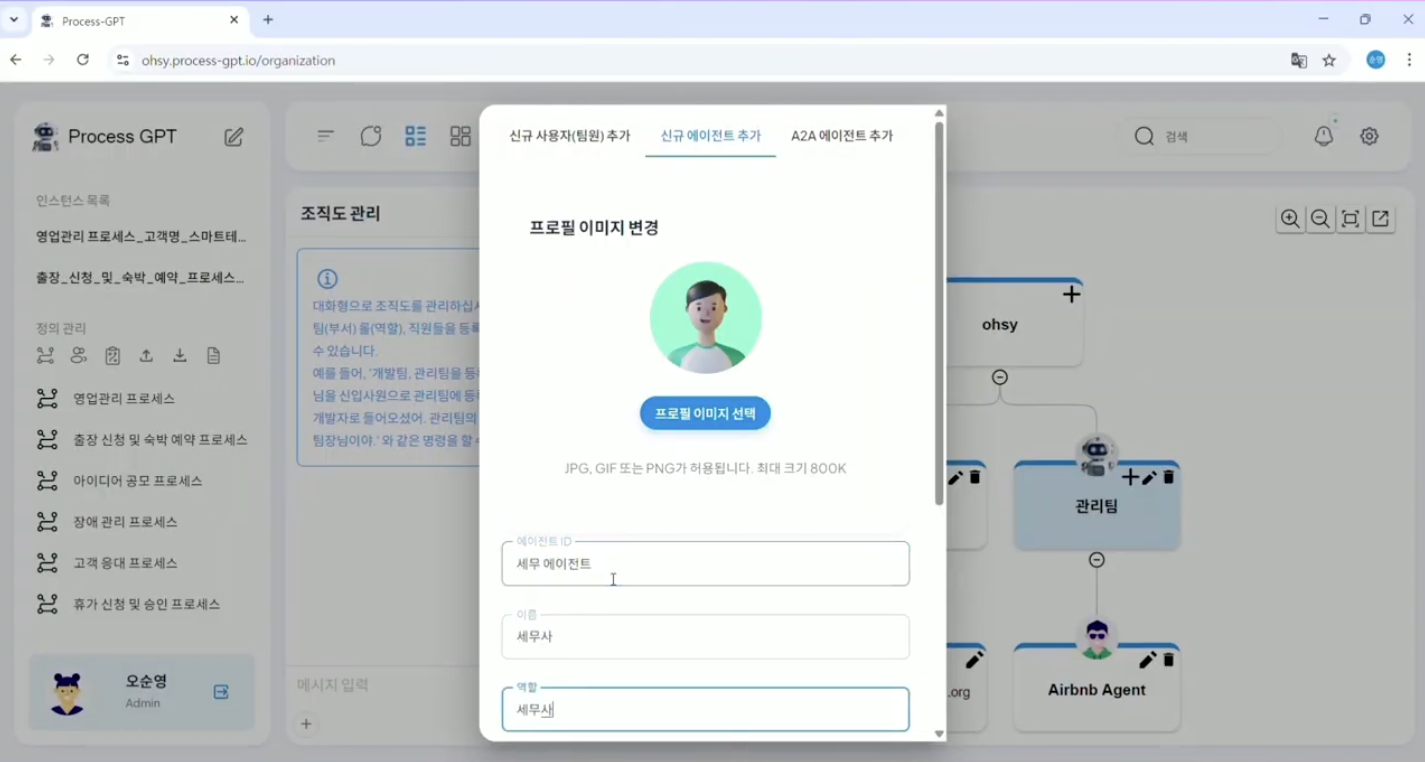 Process-GPT
ohsy.process-gpt.io/organization
순영
Process GPT
인스턴스 목록
영업관리 프로세스_고객명_스마트테...
출장_신청_및_숙박_예약_프로세스...
정의 관리
영업관리 프로세스
출장 신청 및 숙박 예약 프로세스
아이디어 공모 프로세스
장애 관리 프로세스
고객 응대 프로세스
휴가 신청 및 승인 프로세스
오순영
Admin
검색
조직도 관리
대화형으로 조직도를 관리하십시
팀(부서) 롤(역할), 직원들을 등록
수 있습니다.
예를 들어, '개발팀, 관리팀을 등
님을 신입사원으로 관리팀에 등록
개발자로 들어오셨어. 관리팀의
팀장님이야.' 와 같은 명령을 할 수
메시지 입력
신규 사용자(팀원) 추가
신규 에이전트 추가
A2A 에이전트 추가
프로필 이미지 변경
프로필 이미지 선택
JPG, GIF 또는 PNG가 허용됩니다. 최대 크기 800K
에이전트 ID
세무 에이전트
이름
세무사
역할
세무사
ohsy
관리팀
.org
Airbnb Agent